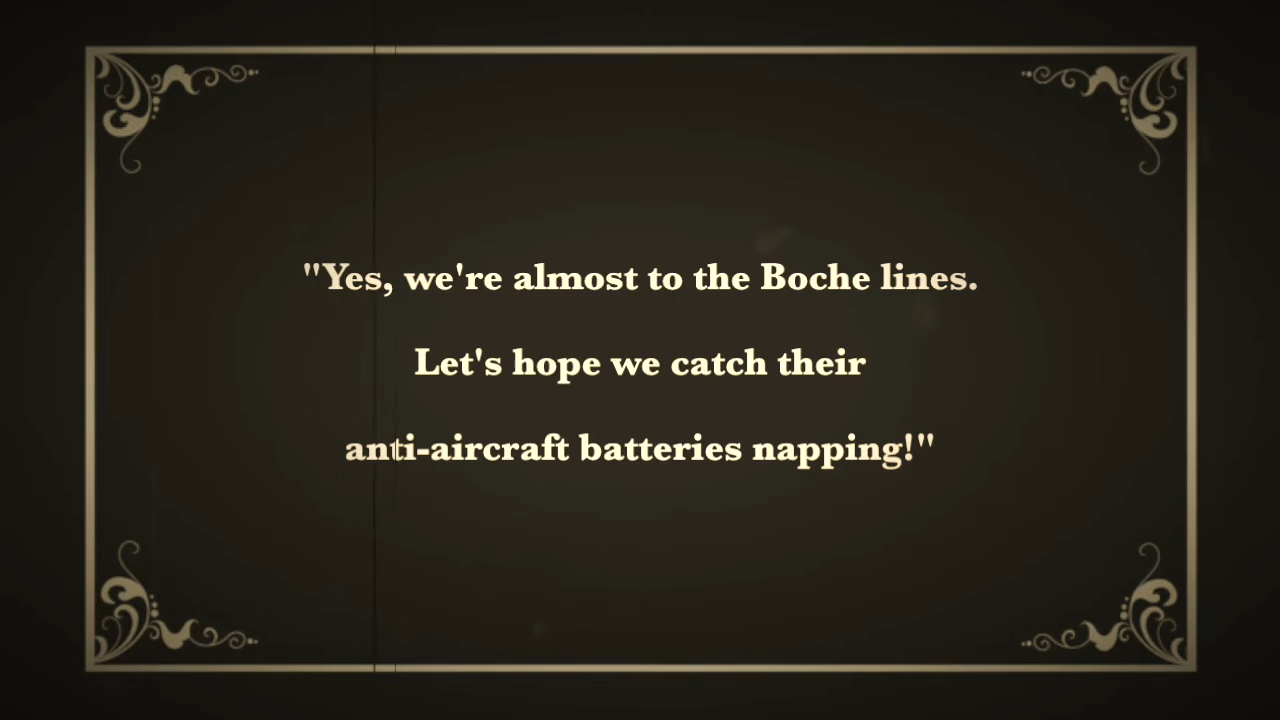 "Yes, we're almost to the Boche lines.
Let's hope we catch their
anti-aircraft batteries napping!"